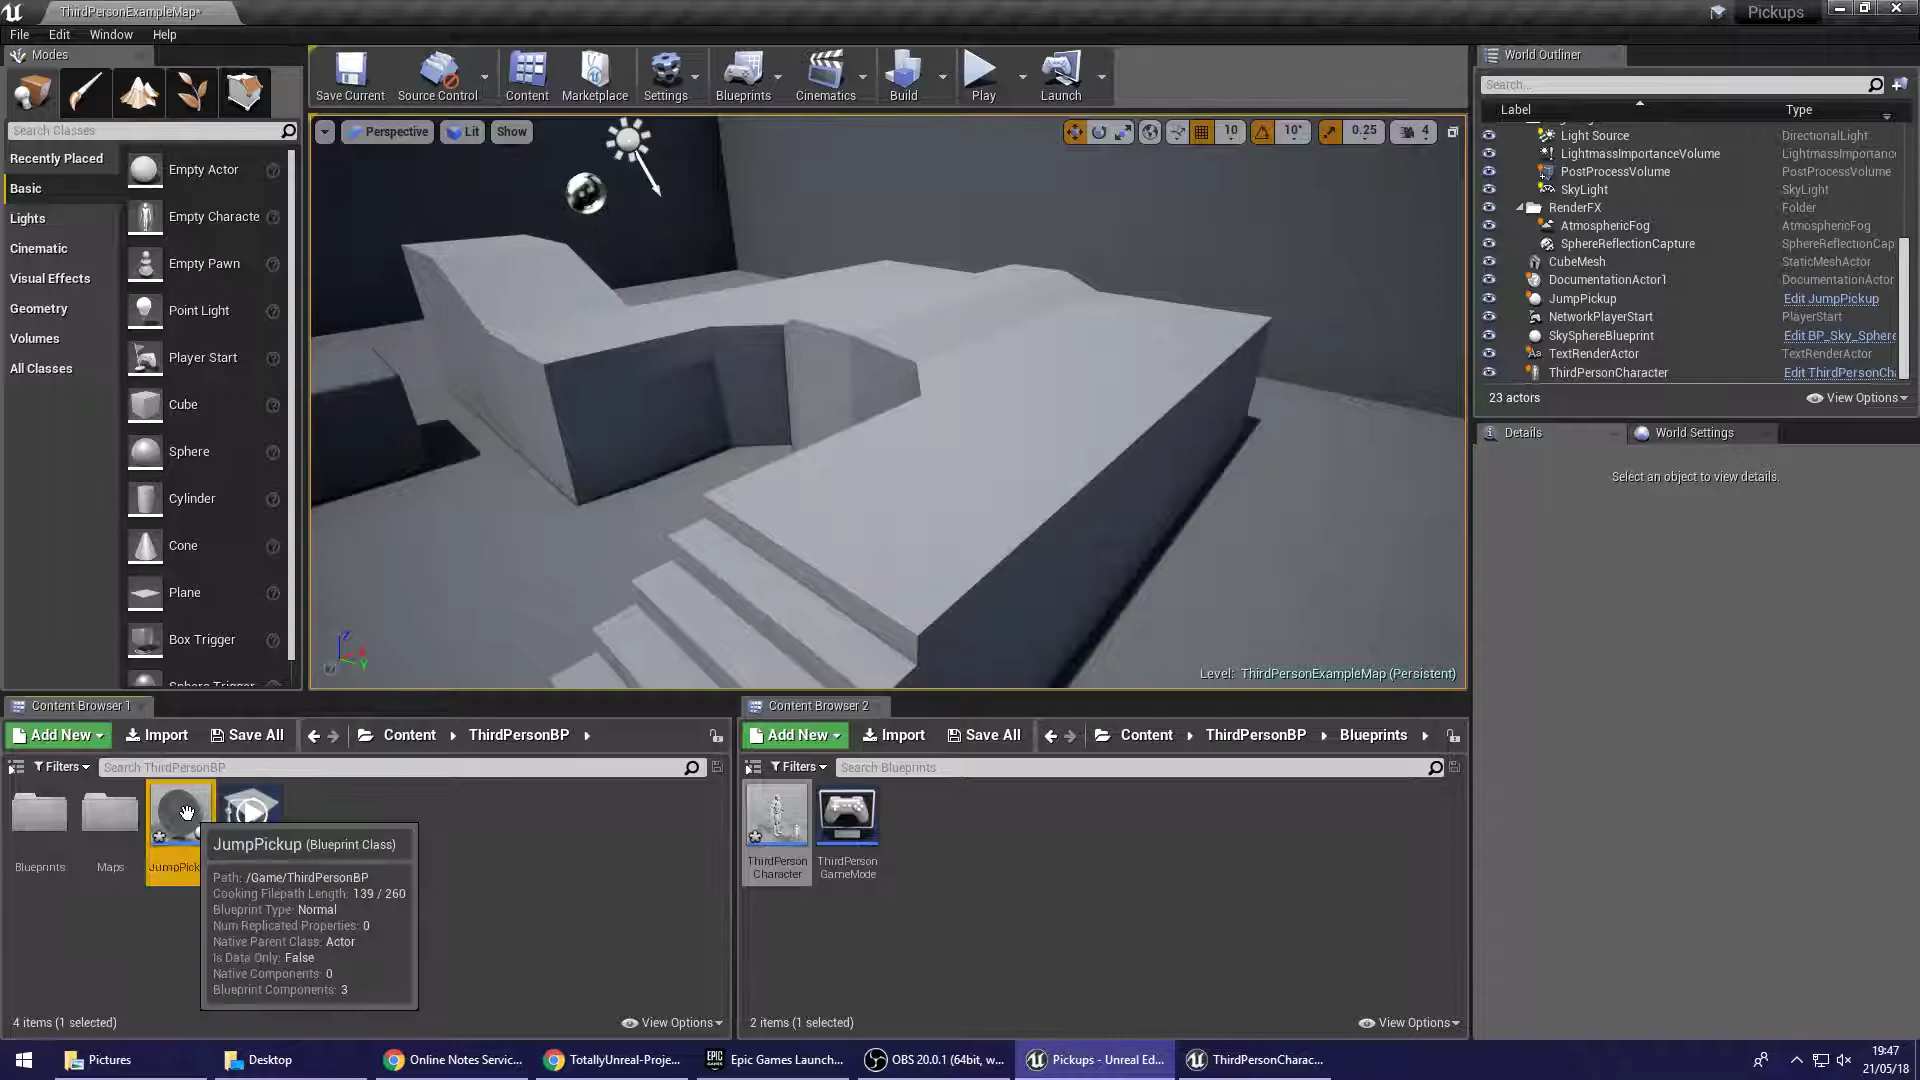 ThirdPersonExampleMap*
Pickups
File Edit Window Help
Modes
Save Current
Source Control
Content
Marketplace
Settings
Blueprints
Cinematics
Build
Play
Launch
World Outliner
Search...
Label Type
Search Classes
Recently Placed
Basic
Lights
Cinematic
Visual Effects
Geometry
Volumes
All Classes
Empty Actor
Empty Characte
Empty Pawn
Point Light
Player Start
Cube
Sphere
Cylinder
Cone
Plane
Box Trigger
Sphere Trigger
Perspective
Lit
Show
10
10°
0.25
4
Light Source DirectionalLight
LightmassImportanceVolume LightmassImportanc
PostProcessVolume PostProcessVolume
SkyLight SkyLight
RenderFX Folder
AtmosphericFog AtmosphericFog
SphereReflectionCapture SphereReflectionCap
CubeMesh StaticMeshActor
DocumentationActor1 DocumentationActor
JumpPickup Edit JumpPickup
NetworkPlayerStart PlayerStart
SkySphereBlueprint Edit BP_Sky_Sphere
TextRenderActor TextRenderActor
ThirdPersonCharacter Edit ThirdPersonCh
23 actors
View Options
Details
World Settings
Select an object to view details.
Z
X
Y
Level: ThirdPersonExampleMap (Persistent)
Content Browser 1
Add New
Import
Save All
Content
ThirdPersonBP
Filters
Search ThirdPersonBP
Blueprints
Maps
JumpPick
JumpPickup (Blueprint Class)
Path: /Game/ThirdPersonBP
Cooking Filepath Length: 139 / 260
Blueprint Type: Normal
Num Replicated Properties: 0
Native Parent Class: Actor
Is Data Only: False
Native Components: 0
Blueprint Components: 3
4 items (1 selected)
View Options
Content Browser 2
Add New
Import
Save All
Content
ThirdPersonBP
Blueprints
Filters
Search Blueprints
ThirdPerson
Character
ThirdPerson
GameMode
2 items (1 selected)
View Options
Pictures
Desktop
Online Notes Servic...
TotallyUnreal-Proje...
EPIC
GAMES
Epic Games Launch...
OBS 20.0.1 (64bit, w...
Pickups - Unreal Ed...
ThirdPersonCharac...
19:47
21/05/18